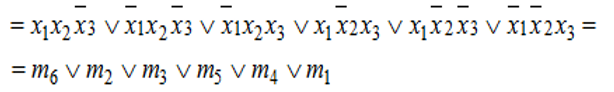 = x₁x₂x̄3 ∨ x̄₁x₂x̄₃ ∨ x̄₁x₂x₃ ∨ x₁x̄₂x₃ ∨ x₁x̄₂x̄₃ ∨ x̄₁x̄₂x₃ =
= m₆ ∨ m₂ ∨ m₃ ∨ m₅ ∨ m₄ ∨ m₁